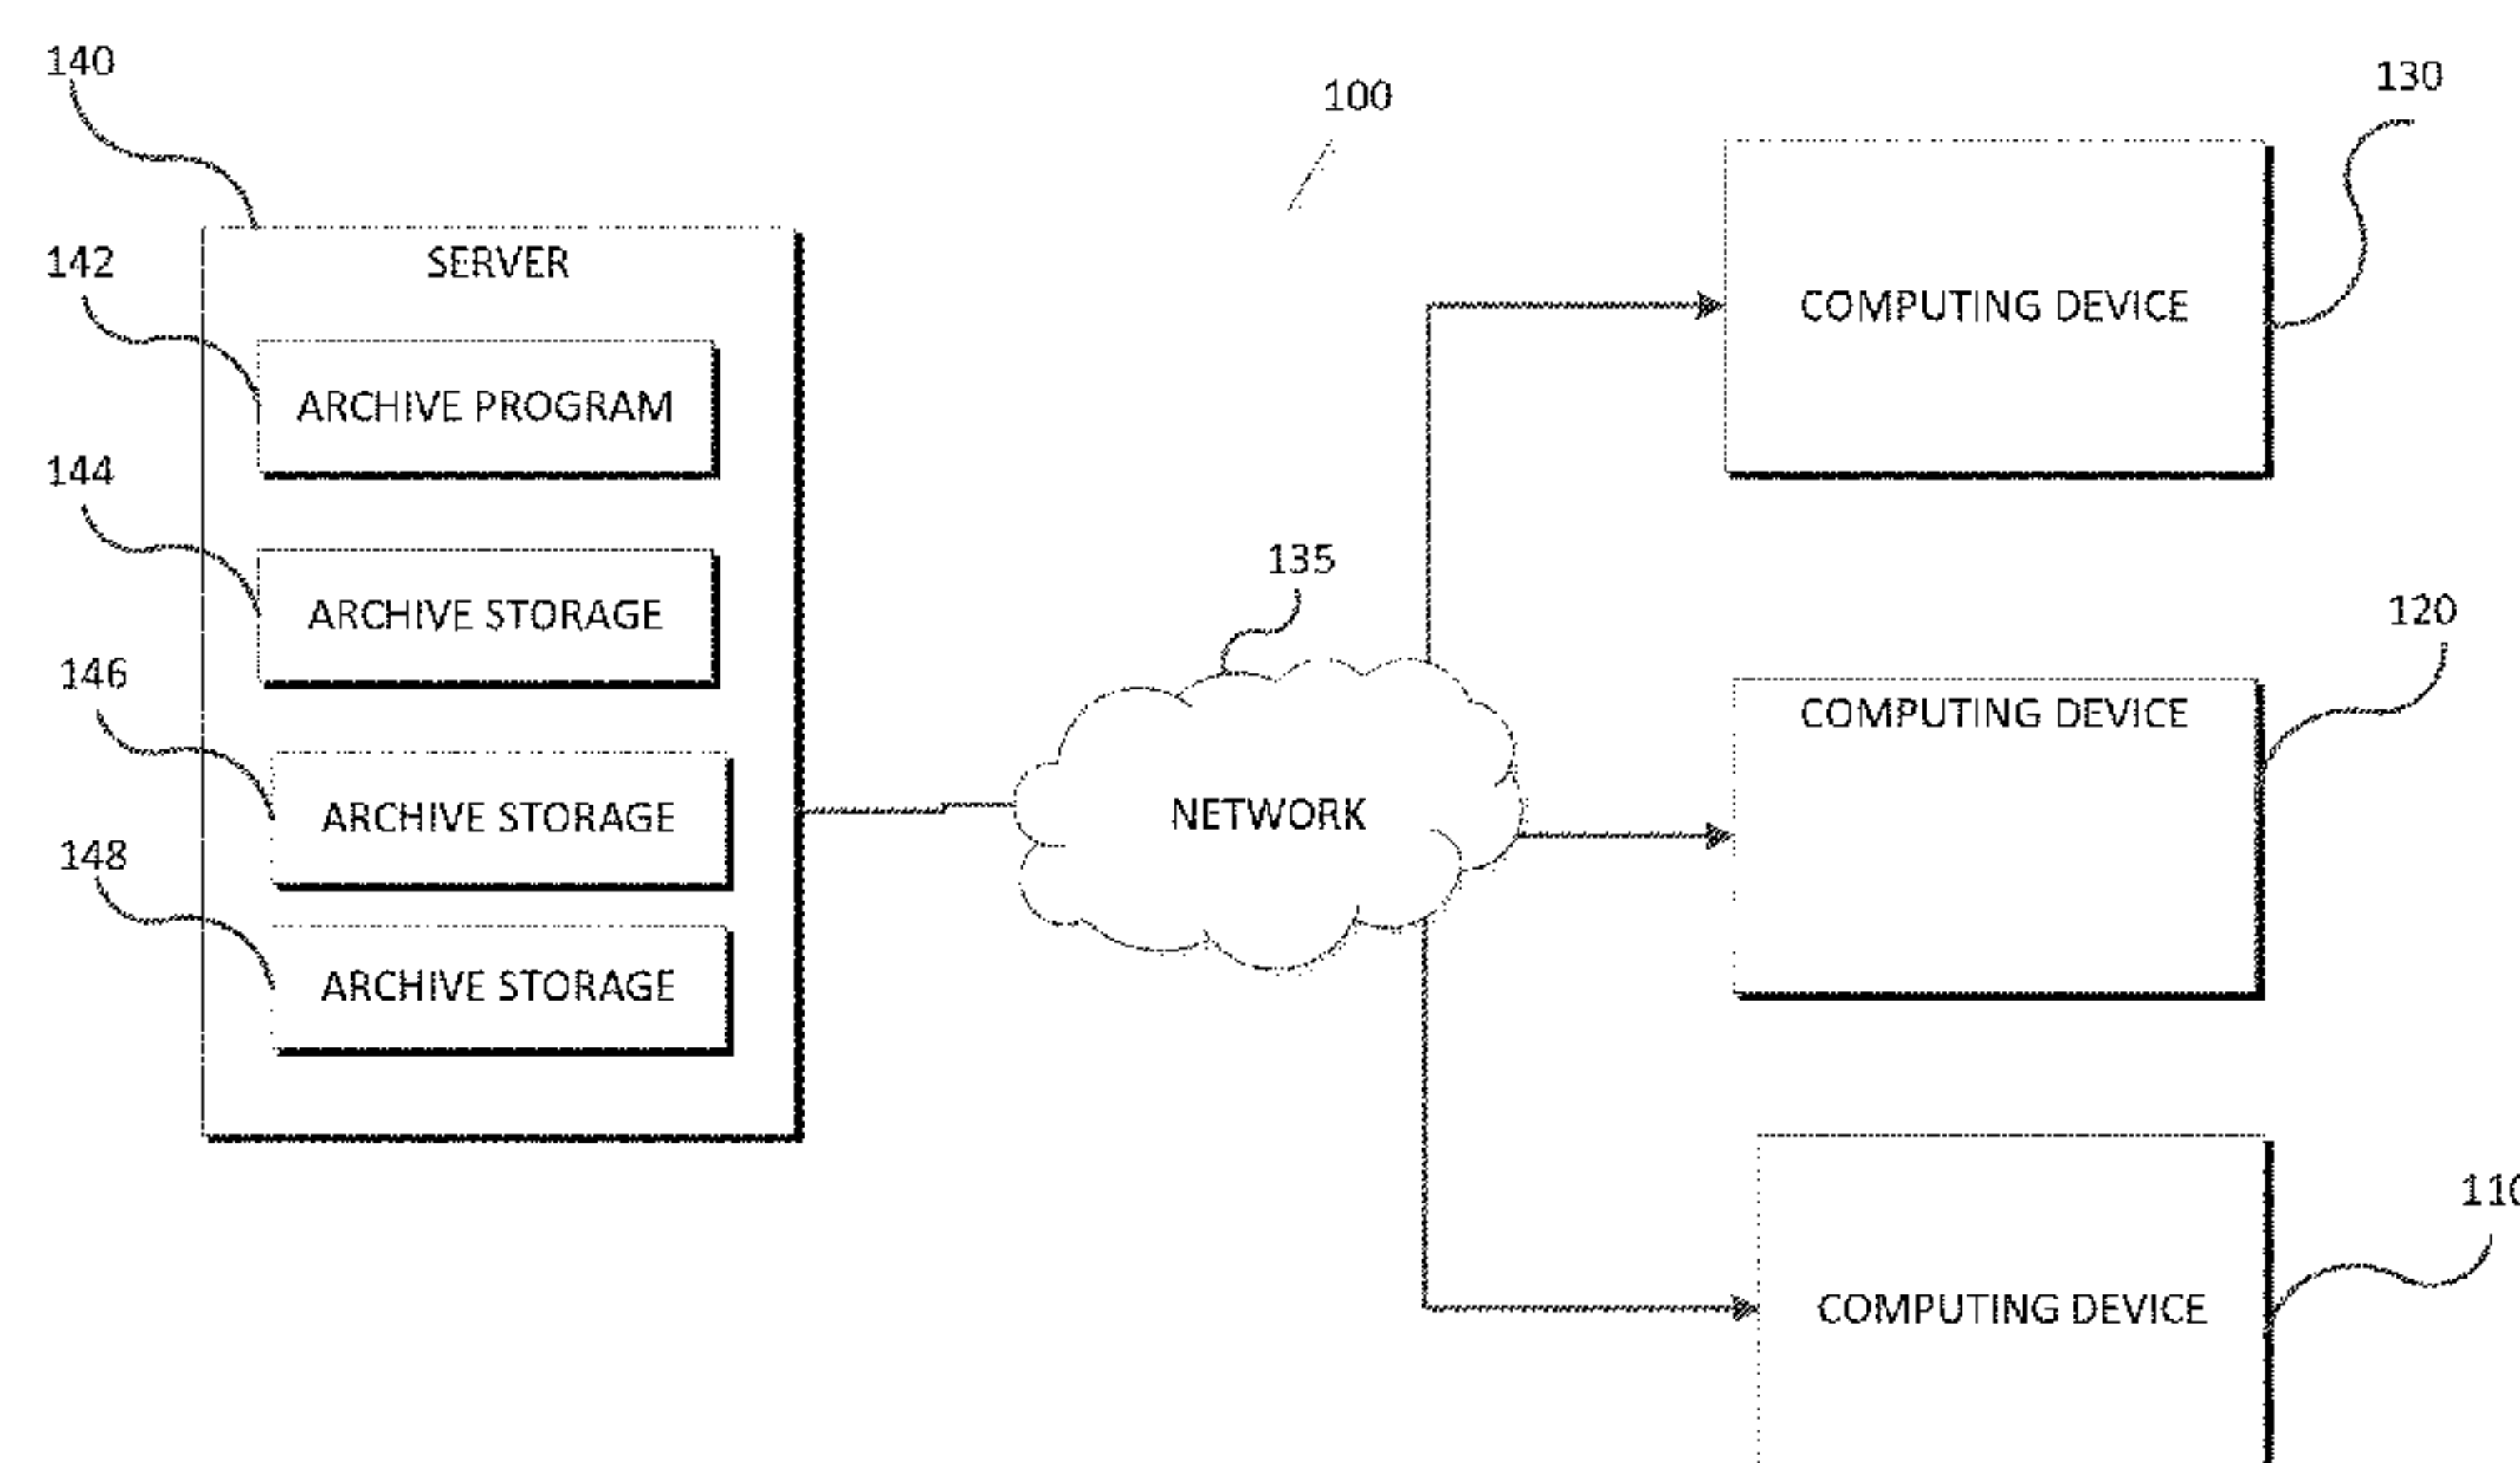 140
100
130
142
SERVER
COMPUTING DEVICE
ARCHIVE PROGRAM
144
135
ARCHIVE STORAGE
120
146
COMPUTING DEVICE
ARCHIVE STORAGE
NETWORK
148
ARCHIVE STORAGE
110
COMPUTING DEVICE